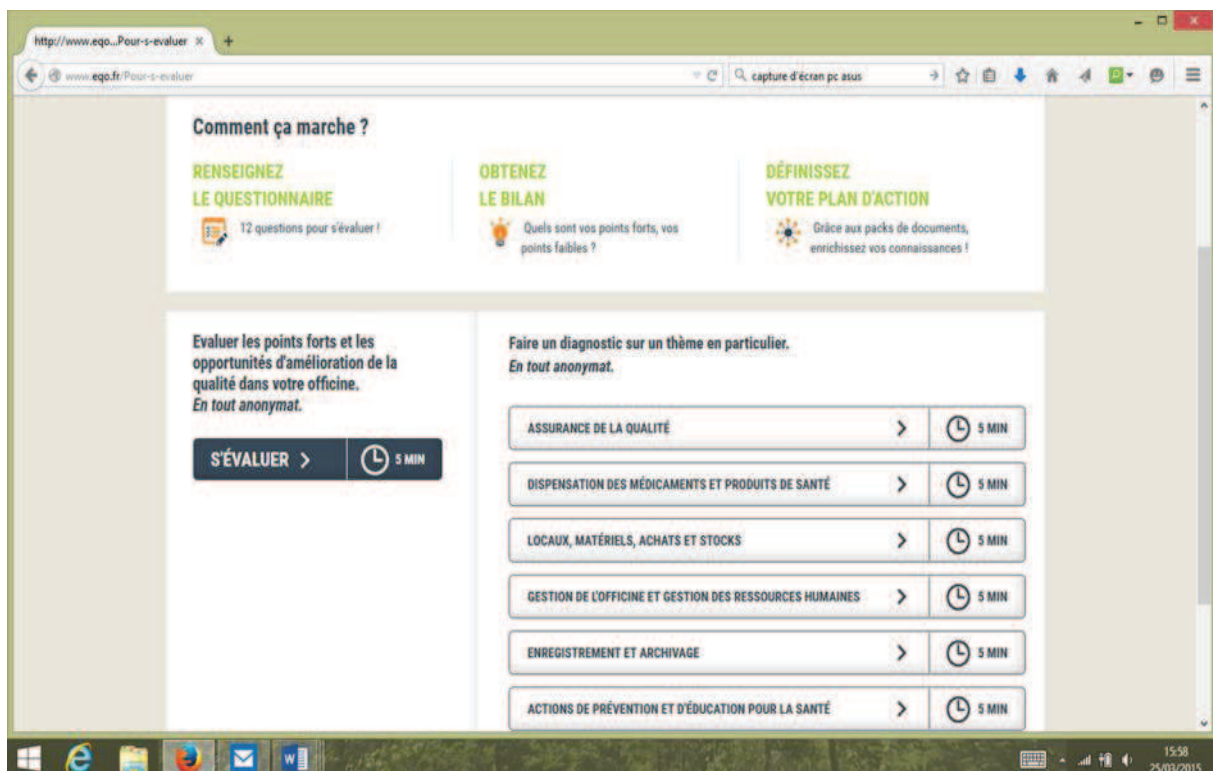 http://www.eqo...Pour-s-evaluer
www.eqo.fr/Pour-s-evaluer
capture d'écran pc asus
Comment ça marche ?
RENSEIGNEZ
LE QUESTIONNAIRE
12 questions pour s'évaluer !
OBTENEZ
LE BILAN
Quels sont vos points forts, vos
points faibles ?
DÉFINISSEZ
VOTRE PLAN D'ACTION
Grâce aux packs de documents,
enrichissez vos connaissances !
Evaluer les points forts et les
opportunités d'amélioration de la
qualité dans votre officine.
En tout anonymat.
S'ÉVALUER > 5 MIN
Faire un diagnostic sur un thème en particulier.
En tout anonymat.
ASSURANCE DE LA QUALITÉ > 5 MIN
DISPENSATION DES MÉDICAMENTS ET PRODUITS DE SANTÉ > 5 MIN
LOCAUX, MATÉRIELS, ACHATS ET STOCKS > 5 MIN
GESTION DE L'OFFICINE ET GESTION DES RESSOURCES HUMAINES > 5 MIN
ENREGISTREMENT ET ARCHIVAGE > 5 MIN
ACTIONS DE PRÉVENTION ET D'ÉDUCATION POUR LA SANTÉ > 5 MIN
15:58
25/03/2015